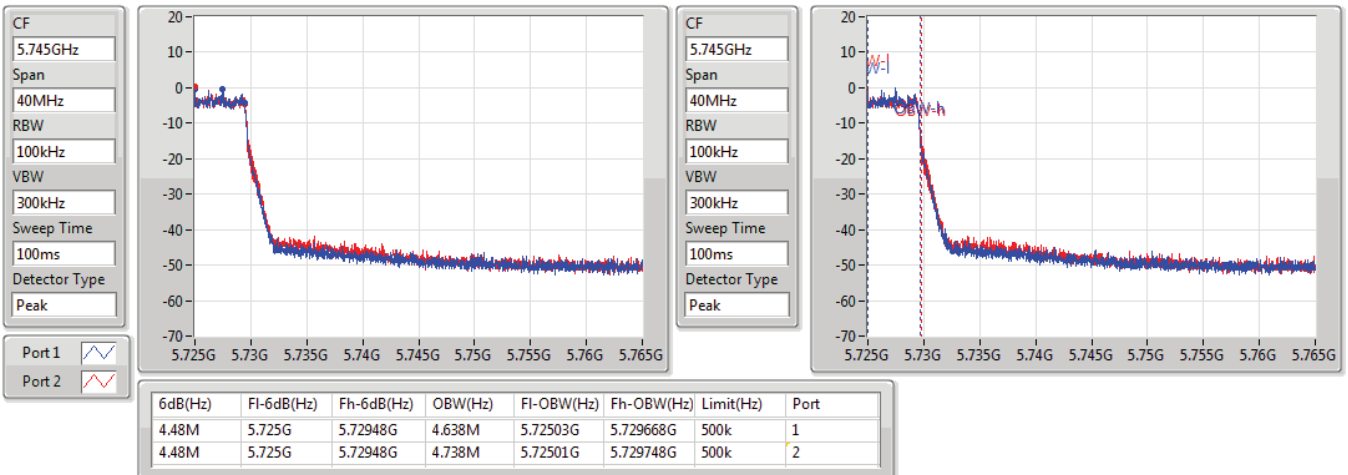 CF
5.745GHz
Span
40MHz
RBW
100kHz
VBW
300kHz
Sweep Time
100ms
Detector Type
Peak
Port 1
Port 2
20
10
0
-10
-20
-30
-40
-50
-60
-70
5.725G 5.73G 5.735G 5.74G 5.745G 5.75G 5.755G 5.76G 5.765G
CF
5.745GHz
Span
40MHz
RBW
100kHz
VBW
300kHz
Sweep Time
100ms
Detector Type
Peak
20
10
0
-10
-20
-30
-40
-50
-60
-70
W-l
W-l
OBW-h
5.725G 5.73G 5.735G 5.74G 5.745G 5.75G 5.755G 5.76G 5.765G
6dB(Hz) Fl-6dB(Hz) Fh-6dB(Hz) OBW(Hz) Fl-OBW(Hz) Fh-OBW(Hz) Limit(Hz) Port
4.48M 5.725G 5.72948G 4.638M 5.72503G 5.729668G 500k 1
4.48M 5.725G 5.72948G 4.738M 5.72501G 5.729748G 500k 2